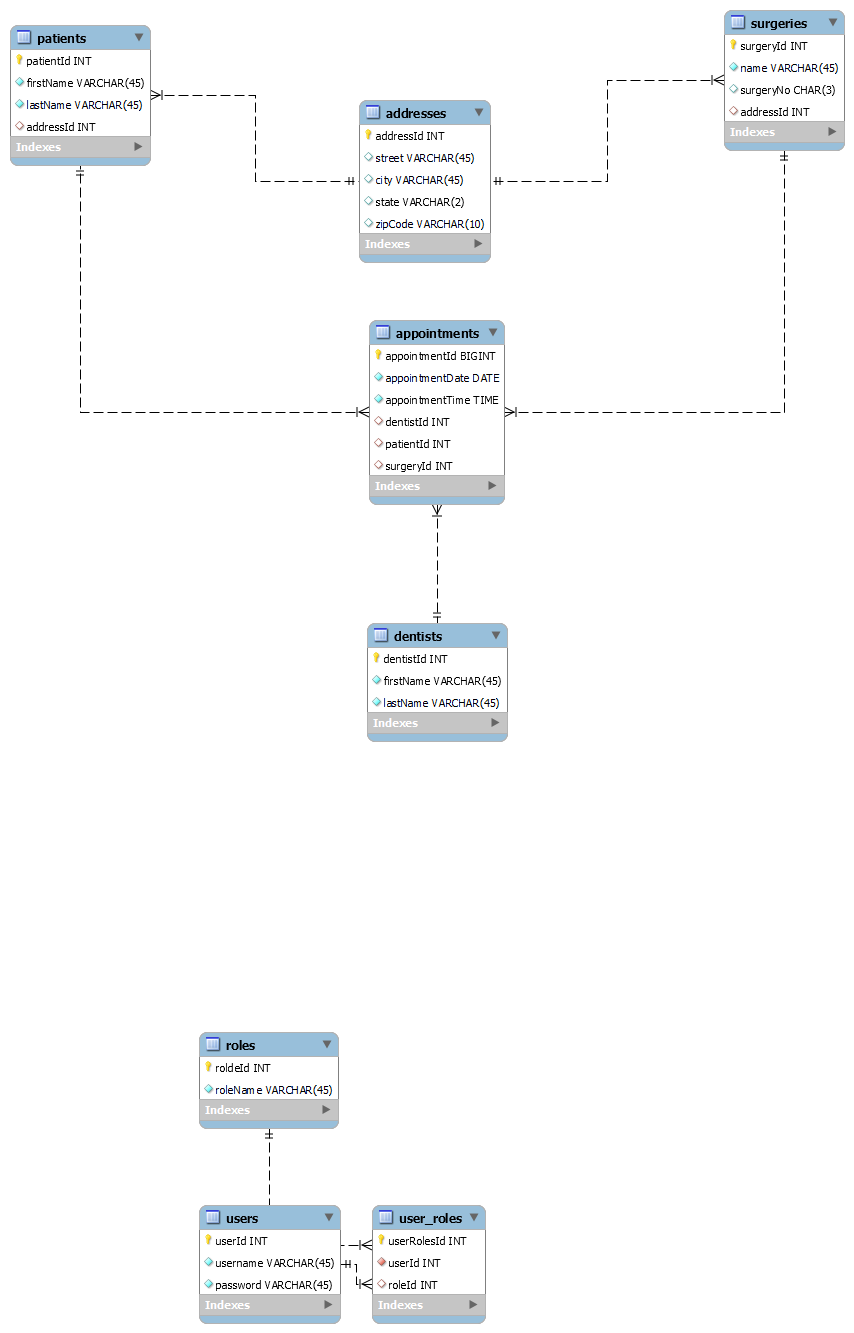 patients
patientId INT
firstName VARCHAR(45)
lastName VARCHAR(45)
addressId INT
Indexes
surgeries
surgeryId INT
name VARCHAR(45)
surgeryNo CHAR(3)
addressId INT
Indexes
addresses
addressId INT
street VARCHAR(45)
city VARCHAR(45)
state VARCHAR(2)
zipCode VARCHAR(10)
Indexes
appointments
appointmentId BIGINT
appointmentDate DATE
appointmentTime TIME
dentistId INT
patientId INT
surgeryId INT
Indexes
dentists
dentistId INT
firstName VARCHAR(45)
lastName VARCHAR(45)
Indexes
roles
roldeId INT
roleName VARCHAR(45)
Indexes
users
userId INT
username VARCHAR(45)
password VARCHAR(45)
Indexes
user_roles
userRolesId INT
userId INT
roleId INT
Indexes